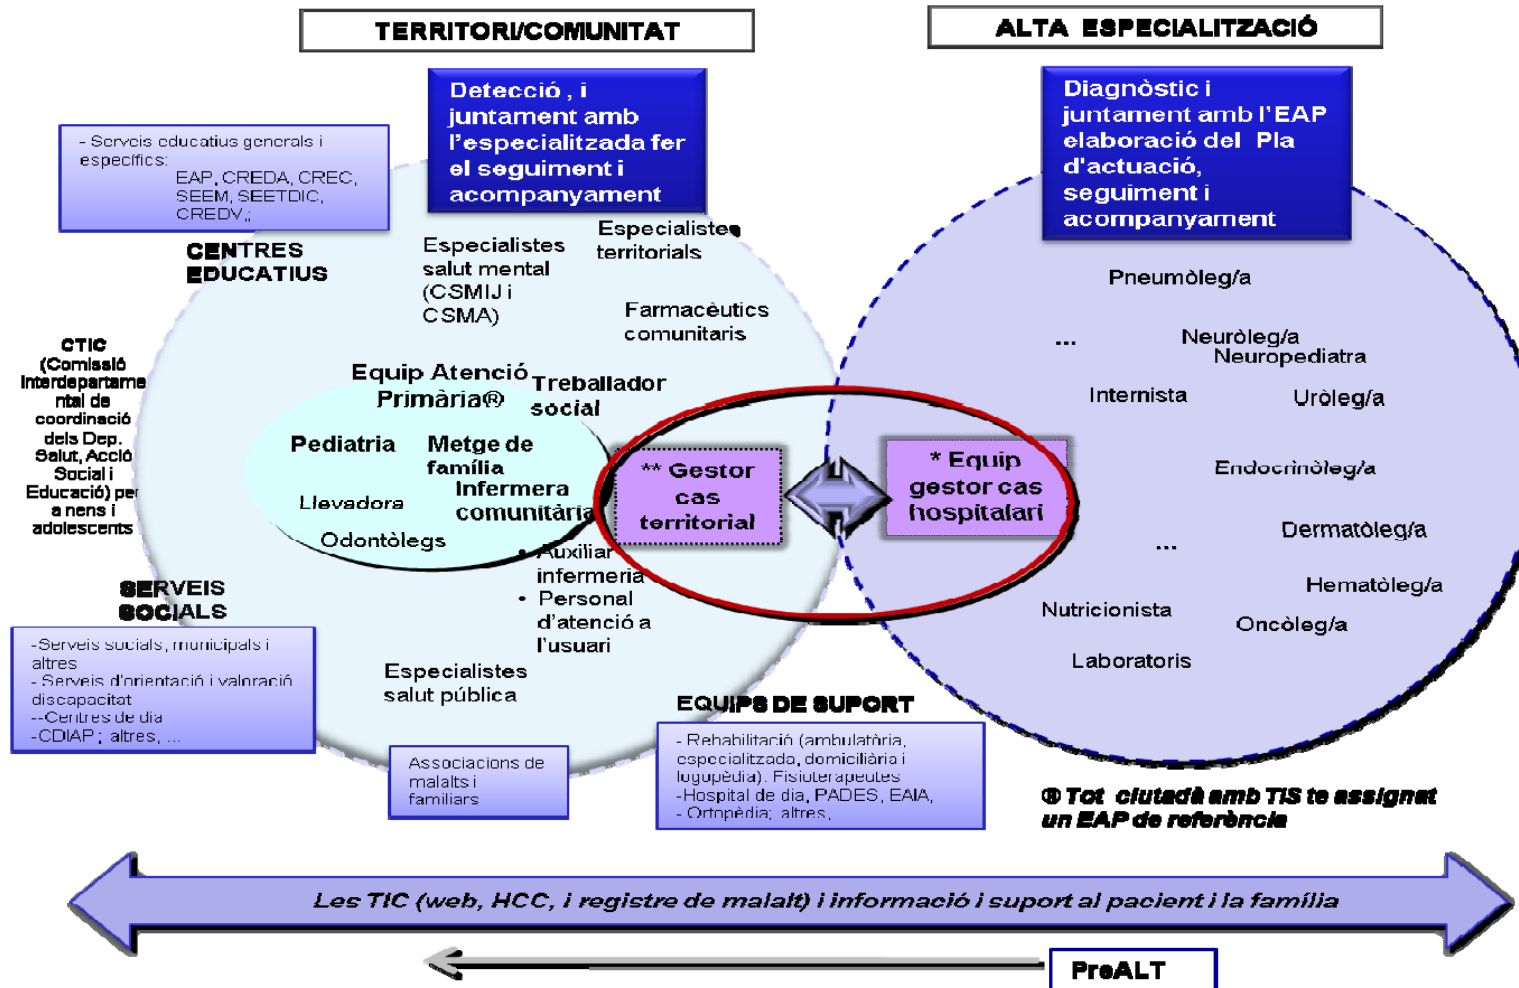 TERRITORI/COMUNITAT
ALTA ESPECIALITZACIÓ
Detecció , i
juntament amb
l'especialitzada fer
el seguiment i
acompanyament
Diagnòstic i
juntament amb l'EAP
elaboració del Pla
d'actuació,
seguiment i
acompanyament
- Serveis educatius generals i
específics:
EAP, CREDA, CREC,
SEEM, SEETDIC,
CREDV,;
CENTRES
EDUCATIUS
Especialistes
salut mental
(CSMIJ i
CSMA)
Especialistes
territorials
Farmacèutics
comunitaris
CTIC
(Comissió
Interdepartame
ntal de
coordinació
dels Dep.
Salut, Acció
Social i
Educació) per
a nens i
adolescents
Equip Atenció
Primària®
Treballador
social
Pediatria
Metge de
família
Infermera
comunitària
Llevadora
Odontòlegs
• Auxiliar
infermeria
• Personal
d'atenció a
l'usuari
** Gestor
cas
territorial
* Equip
gestor cas
hospitalari
Pneumòleg/a
...
Neuròleg/a
Neuropediatra
Internista
Uròleg/a
Endocrinòleg/a
Dermatòleg/a
...
Hematòleg/a
Nutricionista
Oncòleg/a
Laboratoris
SERVEIS
SOCIALS
-Serveis socials, municipals i
altres
- Serveis d'orientació i valoració
discapacitat
--Centres de dia
-CDIAP; altres, ...
Especialistes
salut pública
Associacions de
malalts i
familiars
EQUIPS DE SUPORT
- Rehabilitació (ambulatòria,
especialitzada, domiciliària i
logopèdia). Fisioterapeutes
-Hospital de dia, PADES, EAIA,
- Ortopèdia; altres,
® Tot ciutadà amb TIS te assignat
un EAP de referència
Les TIC (web, HCC, i registre de malalt) i informació i suport al pacient i la família
PreALT